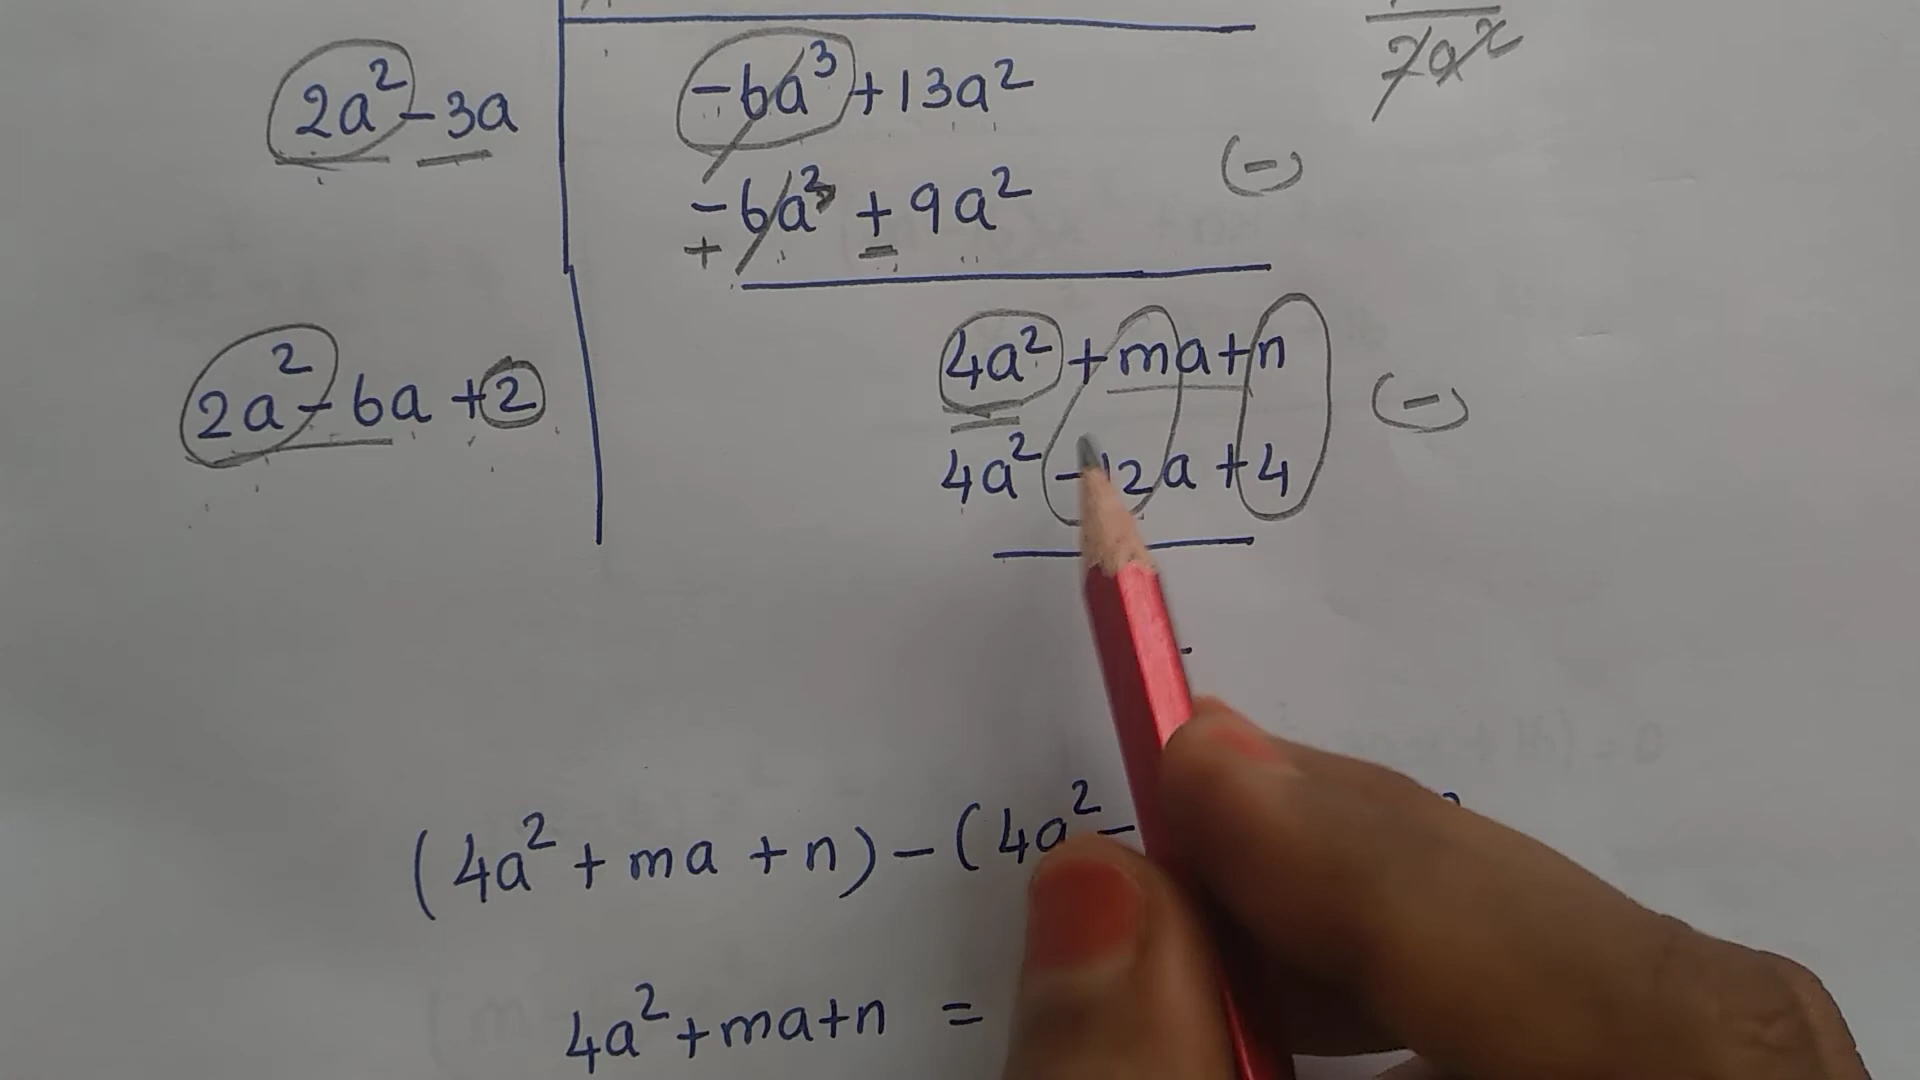 7a²
2a² - 3a
-6a³ + 13a²
-6a³ + 9a²
+ -
(-)
4a² + ma + n
2a² - 6a + 2
4a² - 12a + 4
(-)
(4a² + ma + n) - (4a² -
4a² + ma + n =